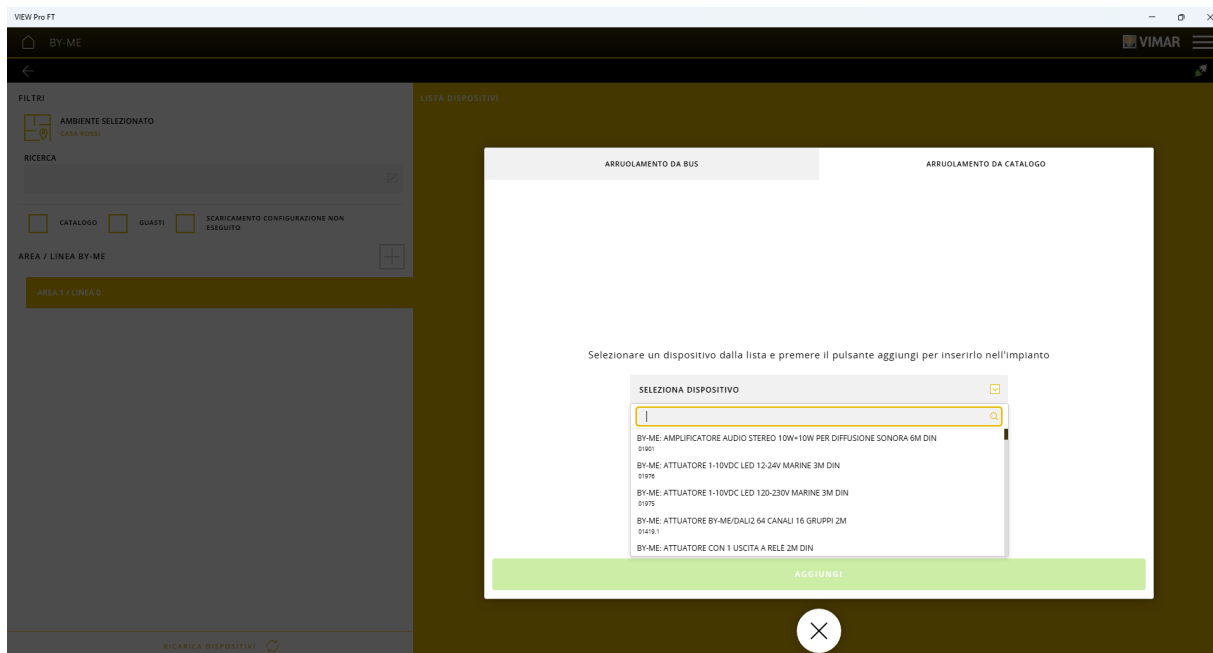 VIEW Pro FT
BY-ME
VIMAR
FILTRI
AMBIENTE SELEZIONATO
CASA ROSSI
RICERCA
CATALOGO
GUASTI
SCARICAMENTO CONFIGURAZIONE NON
ESEGUITO
AREA / LINEA BY-ME
AREA 1 / LINEA 0
RICARICA DISPOSITIVI
LISTA DISPOSITIVI
ARRUOLAMENTO DA BUS
ARRUOLAMENTO DA CATALOGO
Selezionare un dispositivo dalla lista e premere il pulsante aggiungi per inserirlo nell'impianto
SELEZIONA DISPOSITIVO
BY-ME: AMPLIFICATORE AUDIO STEREO 10W+10W PER DIFFUSIONE SONORA 6M DIN
01901
BY-ME: ATTUATORE 1-10VDC LED 12-24V MARINE 3M DIN
01976
BY-ME: ATTUATORE 1-10VDC LED 120-230V MARINE 3M DIN
01975
BY-ME: ATTUATORE BY-ME/DALI2 64 CANALI 16 GRUPPI 2M
01419.1
BY-ME: ATTUATORE CON 1 USCITA A RELÈ 2M DIN
AGGIUNGI